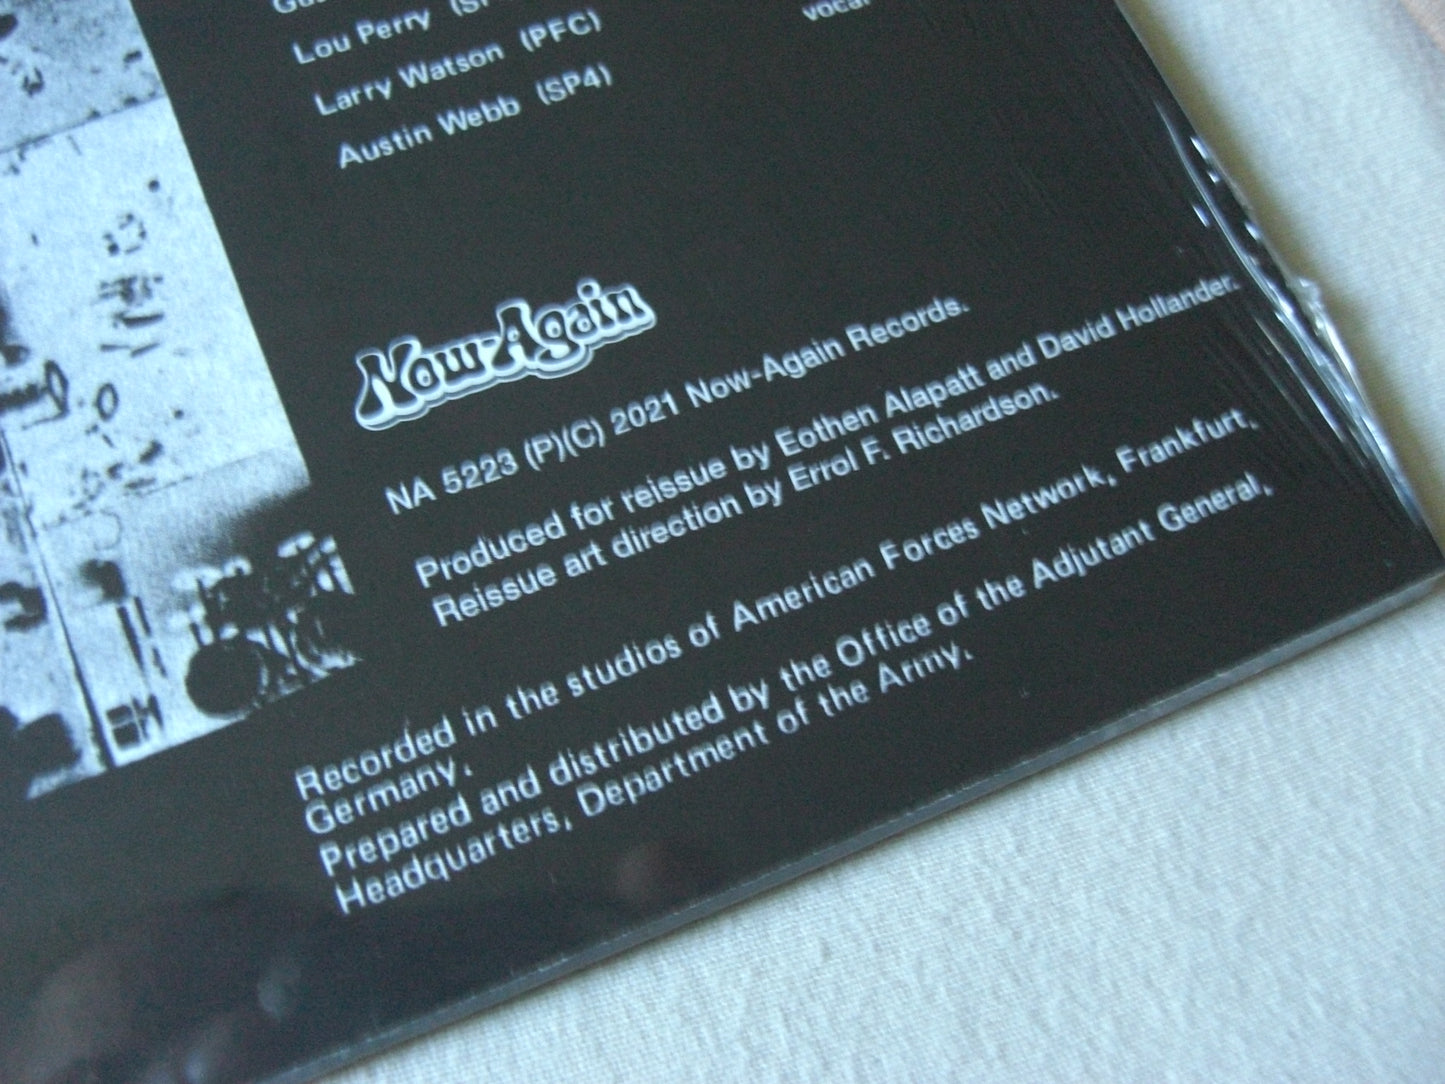 Lou Perry
Larry Watson (PFC)
Austin Webb (SP4)
vocal
Now-Again
NA 5223 (P)(C) 2021 Now-Again Records.
Produced for reissue by Eothen Alapatt and David Hollander.
Reissue art direction by Errol F. Richardson.
Recorded in the studios of American Forces Network, Frankfurt,
Germany.
Prepared and distributed by the Office of the Adjutant General,
Headquarters, Department of the Army.